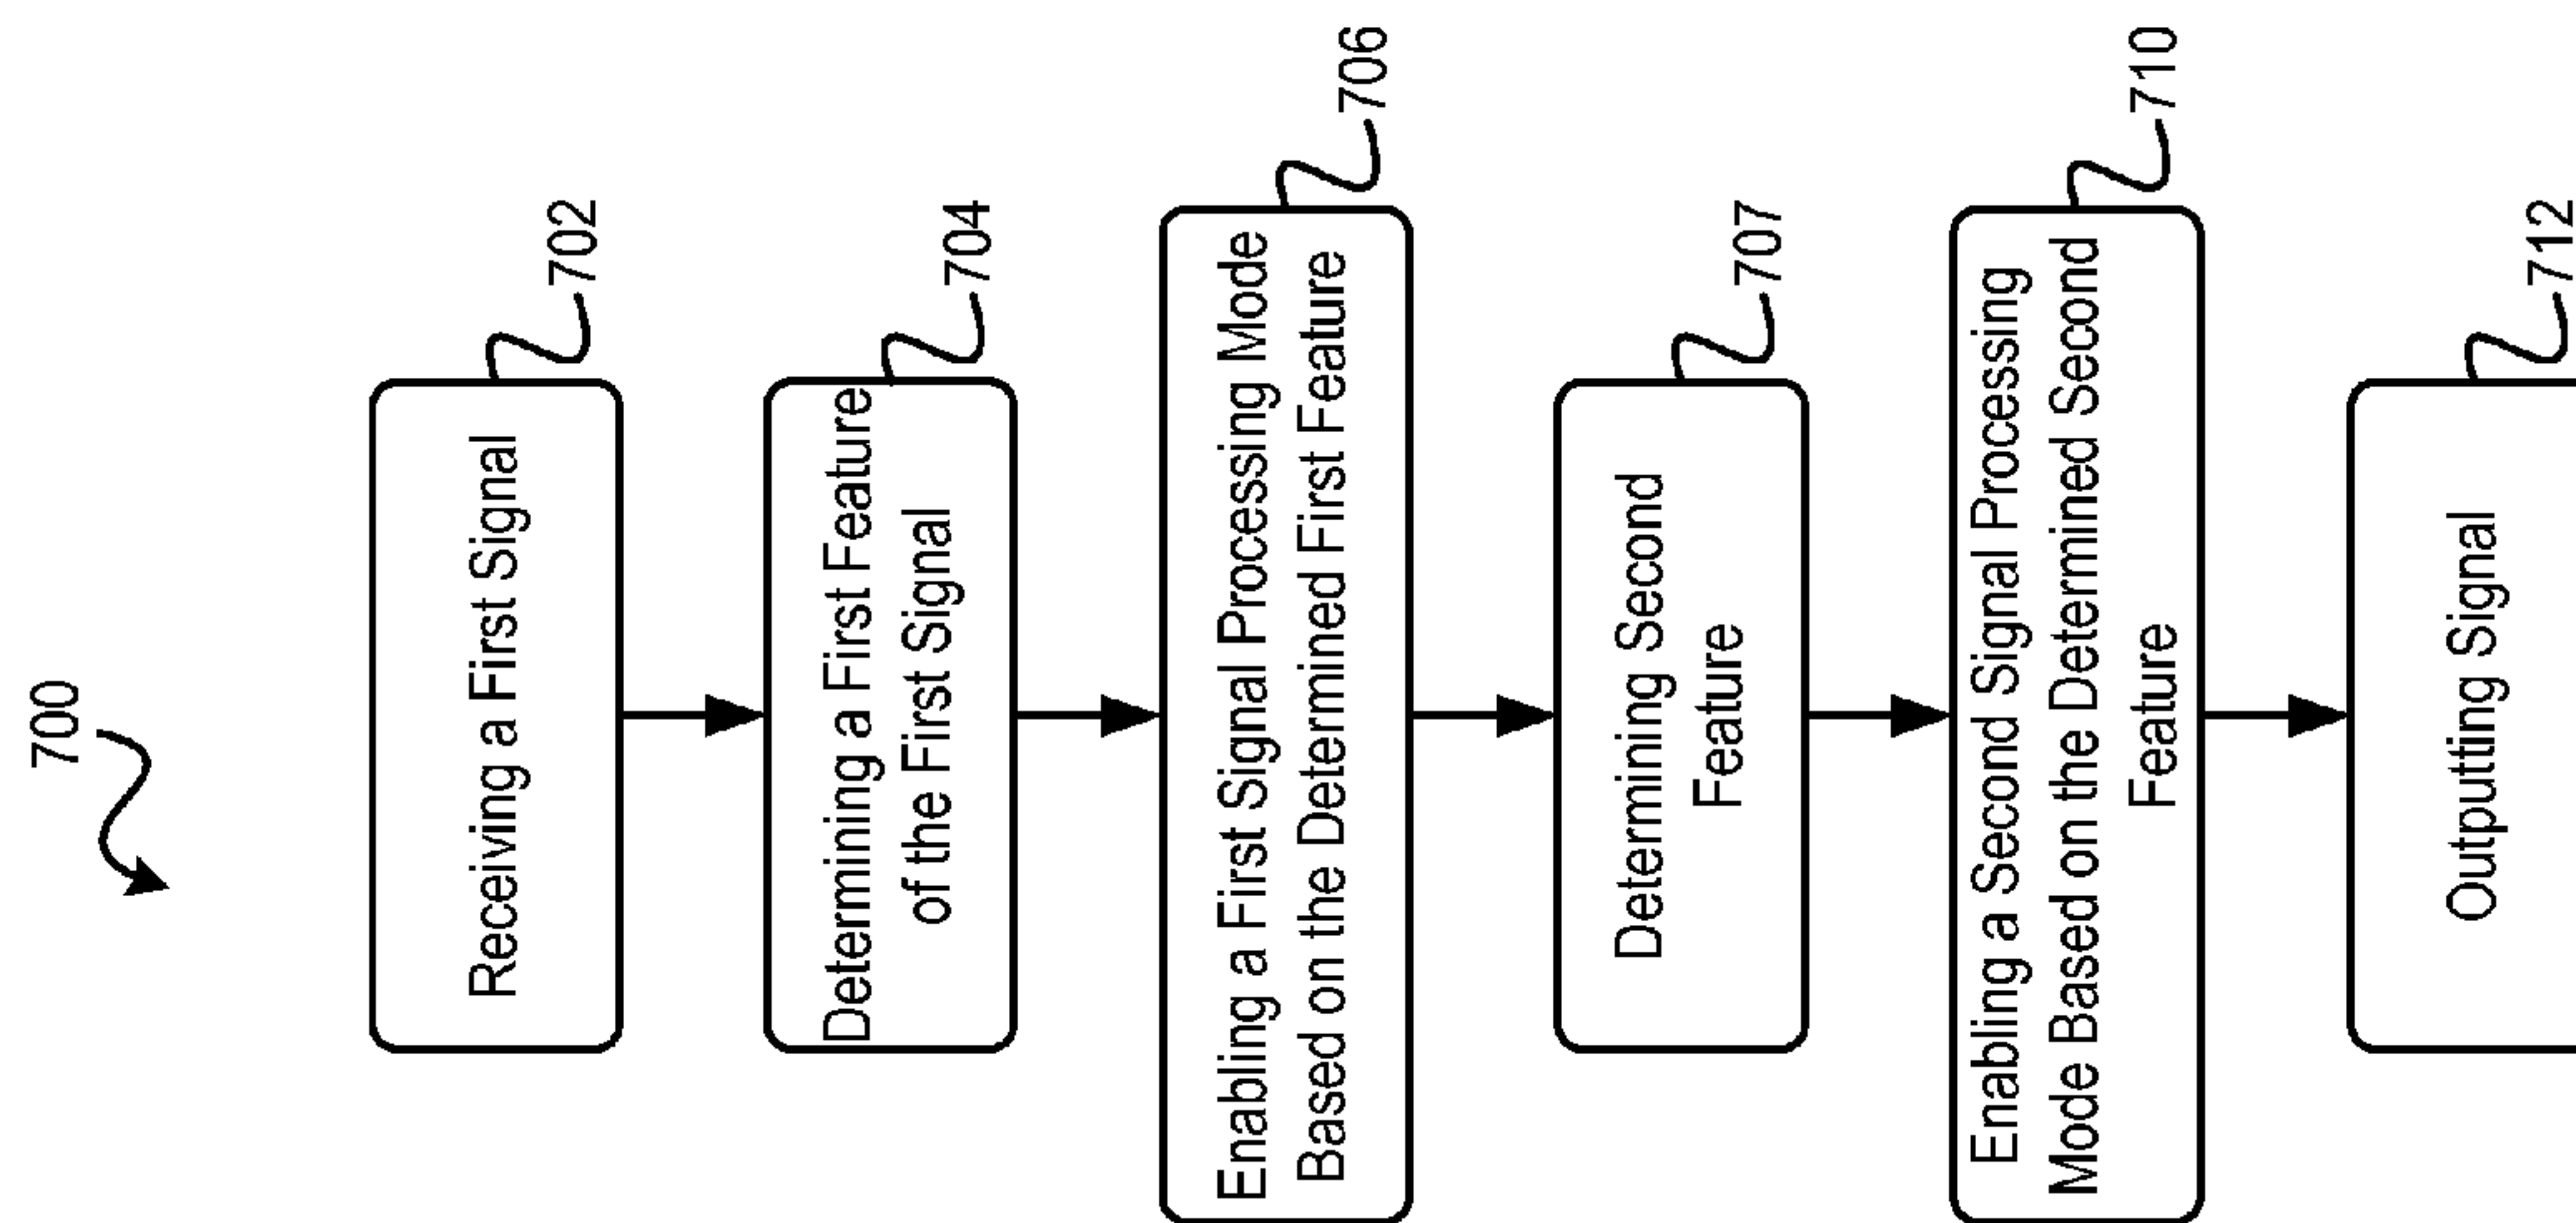 700
Receiving a First Signal
702
Determining a First Feature
of the First Signal
704
Enabling a First Signal Processing Mode
Based on the Determined First Feature
706
Determining Second
Feature
707
Enabling a Second Signal Processing
Mode Based on the Determined Second
Feature
710
Outputting Signal
712